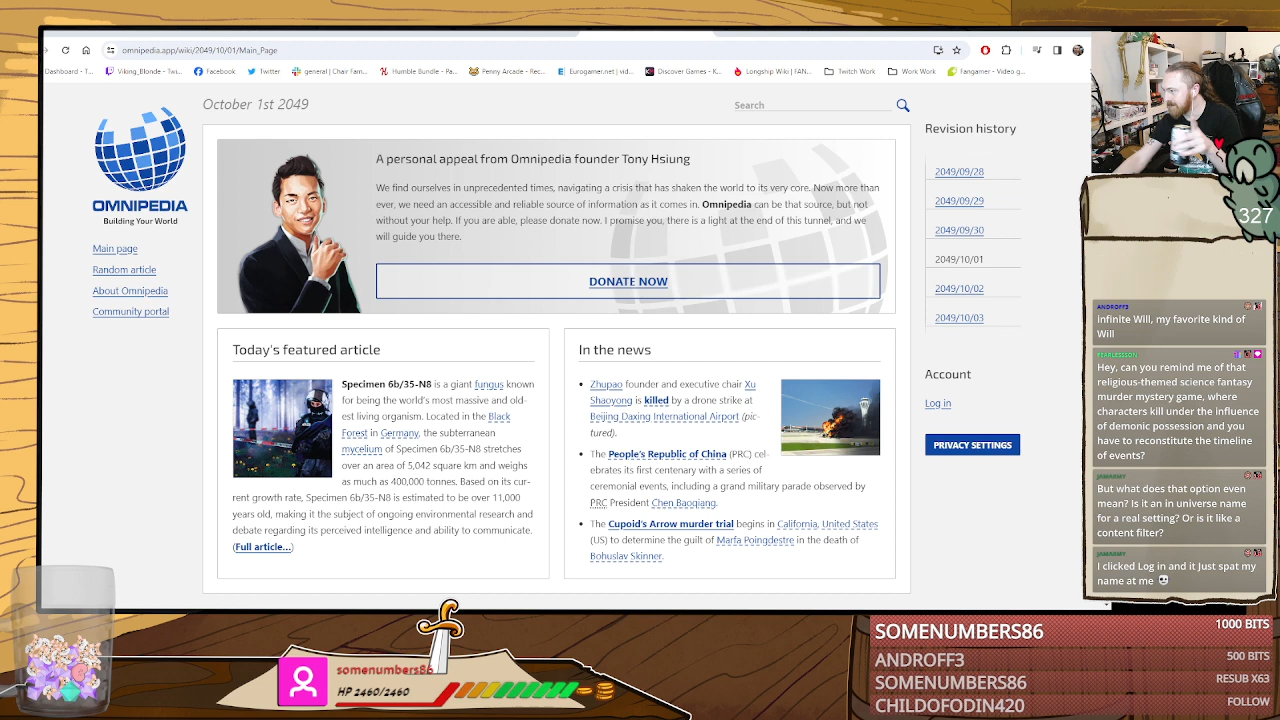 omnipedia.app/wiki/2049/10/01/Main_Page
Dashboard - T... Viking_Blonde - Twi... Facebook Twitter general | Chair Fam... Humble Bundle - Pa... Penny Arcade - Rec... Eurogamer.net | vid... Discover Games - K... Longship Wiki | FAN... Twitch Work Work Work Fangamer - Video g...
October 1st 2049
Search
OMNIPEDIA
Building Your World
Main page
Random article
About Omnipedia
Community portal
A personal appeal from Omnipedia founder Tony Hsiung
We find ourselves in unprecedented times, navigating a crisis that has shaken the world to its very core. Now more than
ever, we need an accessible and reliable source of information as it comes in. Omnipedia can be that source, but not
without your help. If you are able, please donate now. I promise you, there is a light at the end of this tunnel, and we
will guide you there.
DONATE NOW
Today's featured article
Specimen 6b/35-N8 is a giant fungus known
for being the world's most massive and old-
est living organism. Located in the Black
Forest in Germany, the subterranean
mycelium of Specimen 6b/35-N8 stretches
over an area of 5,042 square km and weighs
as much as 400,000 tonnes. Based on its cur-
rent growth rate, Specimen 6b/35-N8 is estimated to be over 11,000
years old, making it the subject of ongoing environmental research and
debate regarding its perceived intelligence and ability to communicate.
(Full article...)
In the news
Zhupao founder and executive chair Xu
Shaoyong is killed by a drone strike at
Beijing Daxing International Airport (pic-
tured).
The People's Republic of China (PRC) cel-
ebrates its first centenary with a series of
ceremonial events, including a grand military parade observed by
PRC President Chen Baoqiang.
The Cupoid's Arrow murder trial begins in California, United States
(US) to determine the guilt of Marfa Poingdestre in the death of
Bohuslav Skinner.
Revision history
2049/09/28
2049/09/29
2049/09/30
2049/10/01
2049/10/02
2049/10/03
Account
Log in
PRIVACY SETTINGS
327
ANDROFF3
infinite Will, my favorite kind of
Will
FEARLESSSON
Hey, can you remind me of that
religious-themed science fantasy
murder mystery game, where
characters kill under the influence
of demonic possession and you
have to reconstitute the timeline
of events?
But what does that option even
mean? Is it an in universe name
for a real setting? Or is it like a
content filter?
I clicked Log in and it Just spat my
name at me
somenumbers86
HP 2460/2460
SOMENUMBERS86 1000 BITS
ANDROFF3 500 BITS
SOMENUMBERS86 RESUB X63
CHILDOFODIN420 FOLLOW